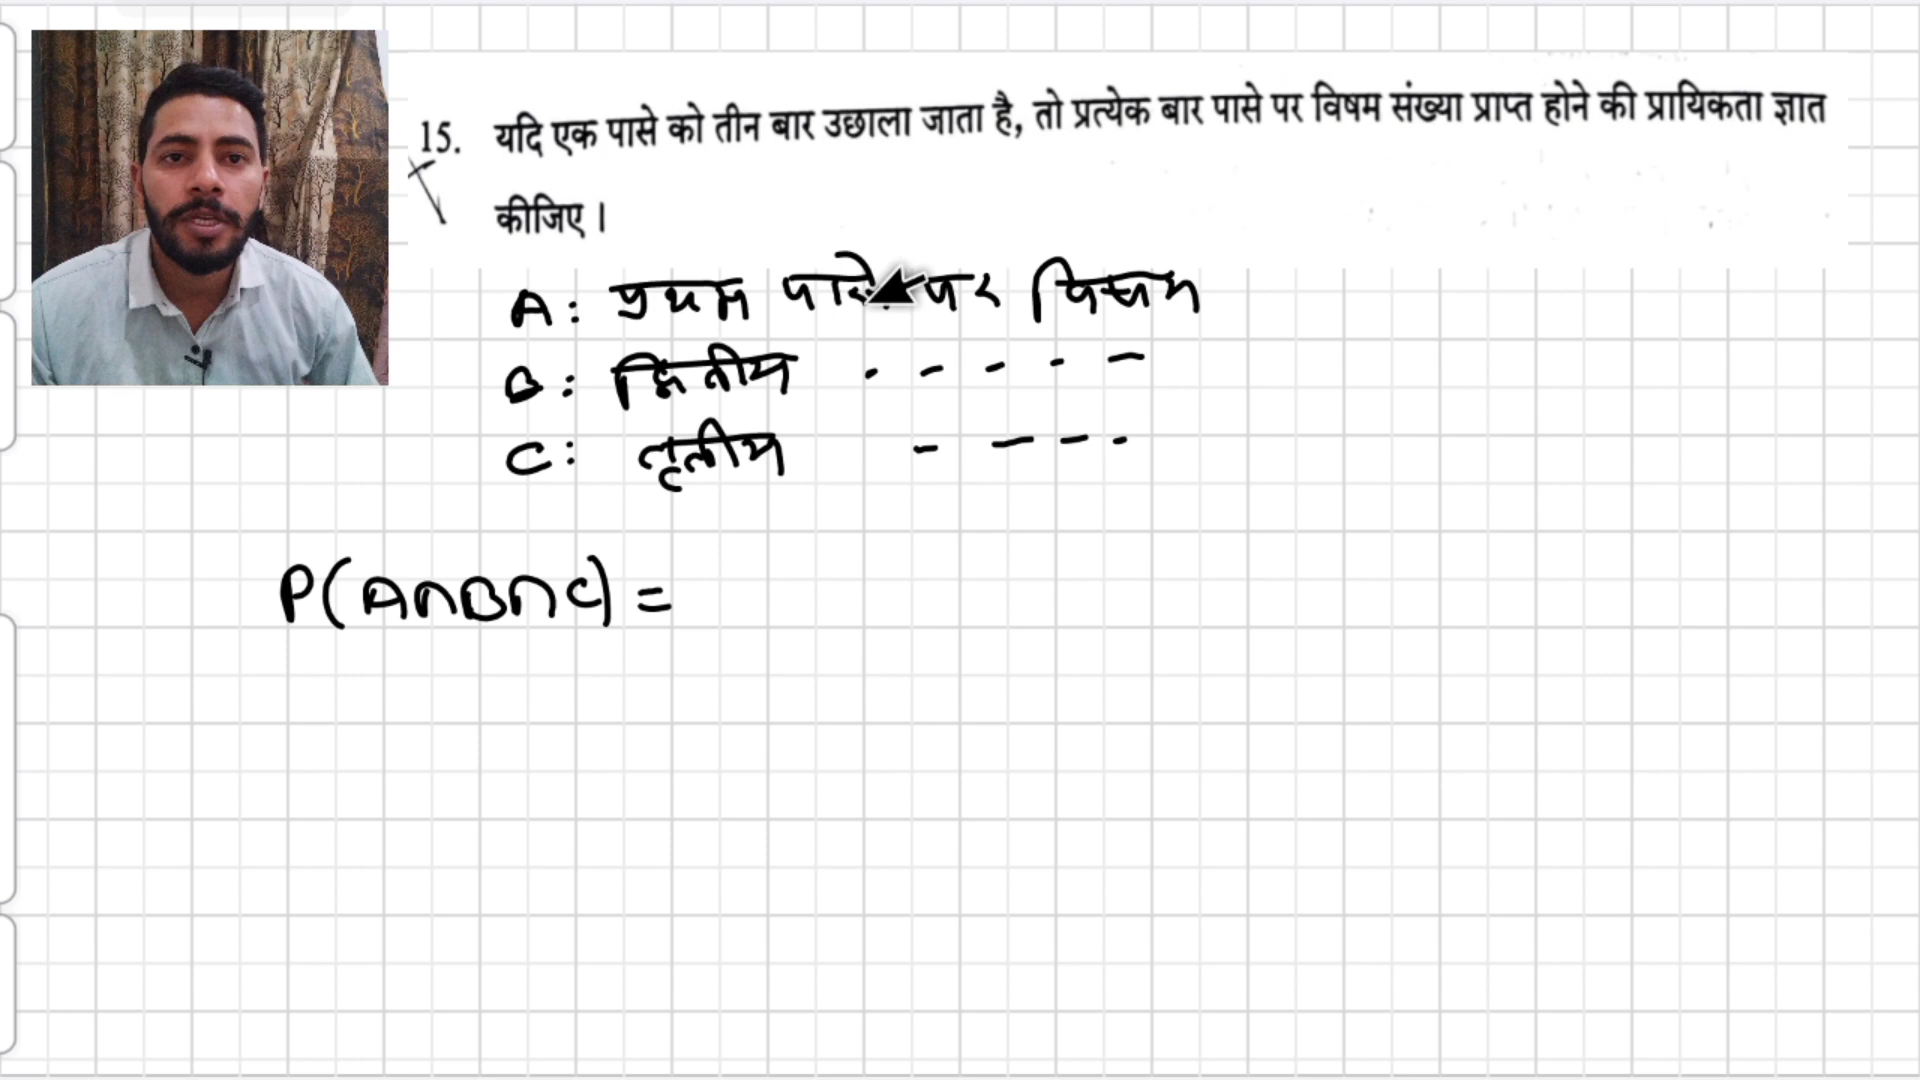 15. यदि एक पासे को तीन बार उछाला जाता है, तो प्रत्येक बार पासे पर विषम संख्या प्राप्त होने की प्रायिकता ज्ञात
कीजिए ।
A: प्रथम पासे पर विषम
B: द्वितीय - - - - -
C: तृतीय - - - -
P(A∩B∩C) =